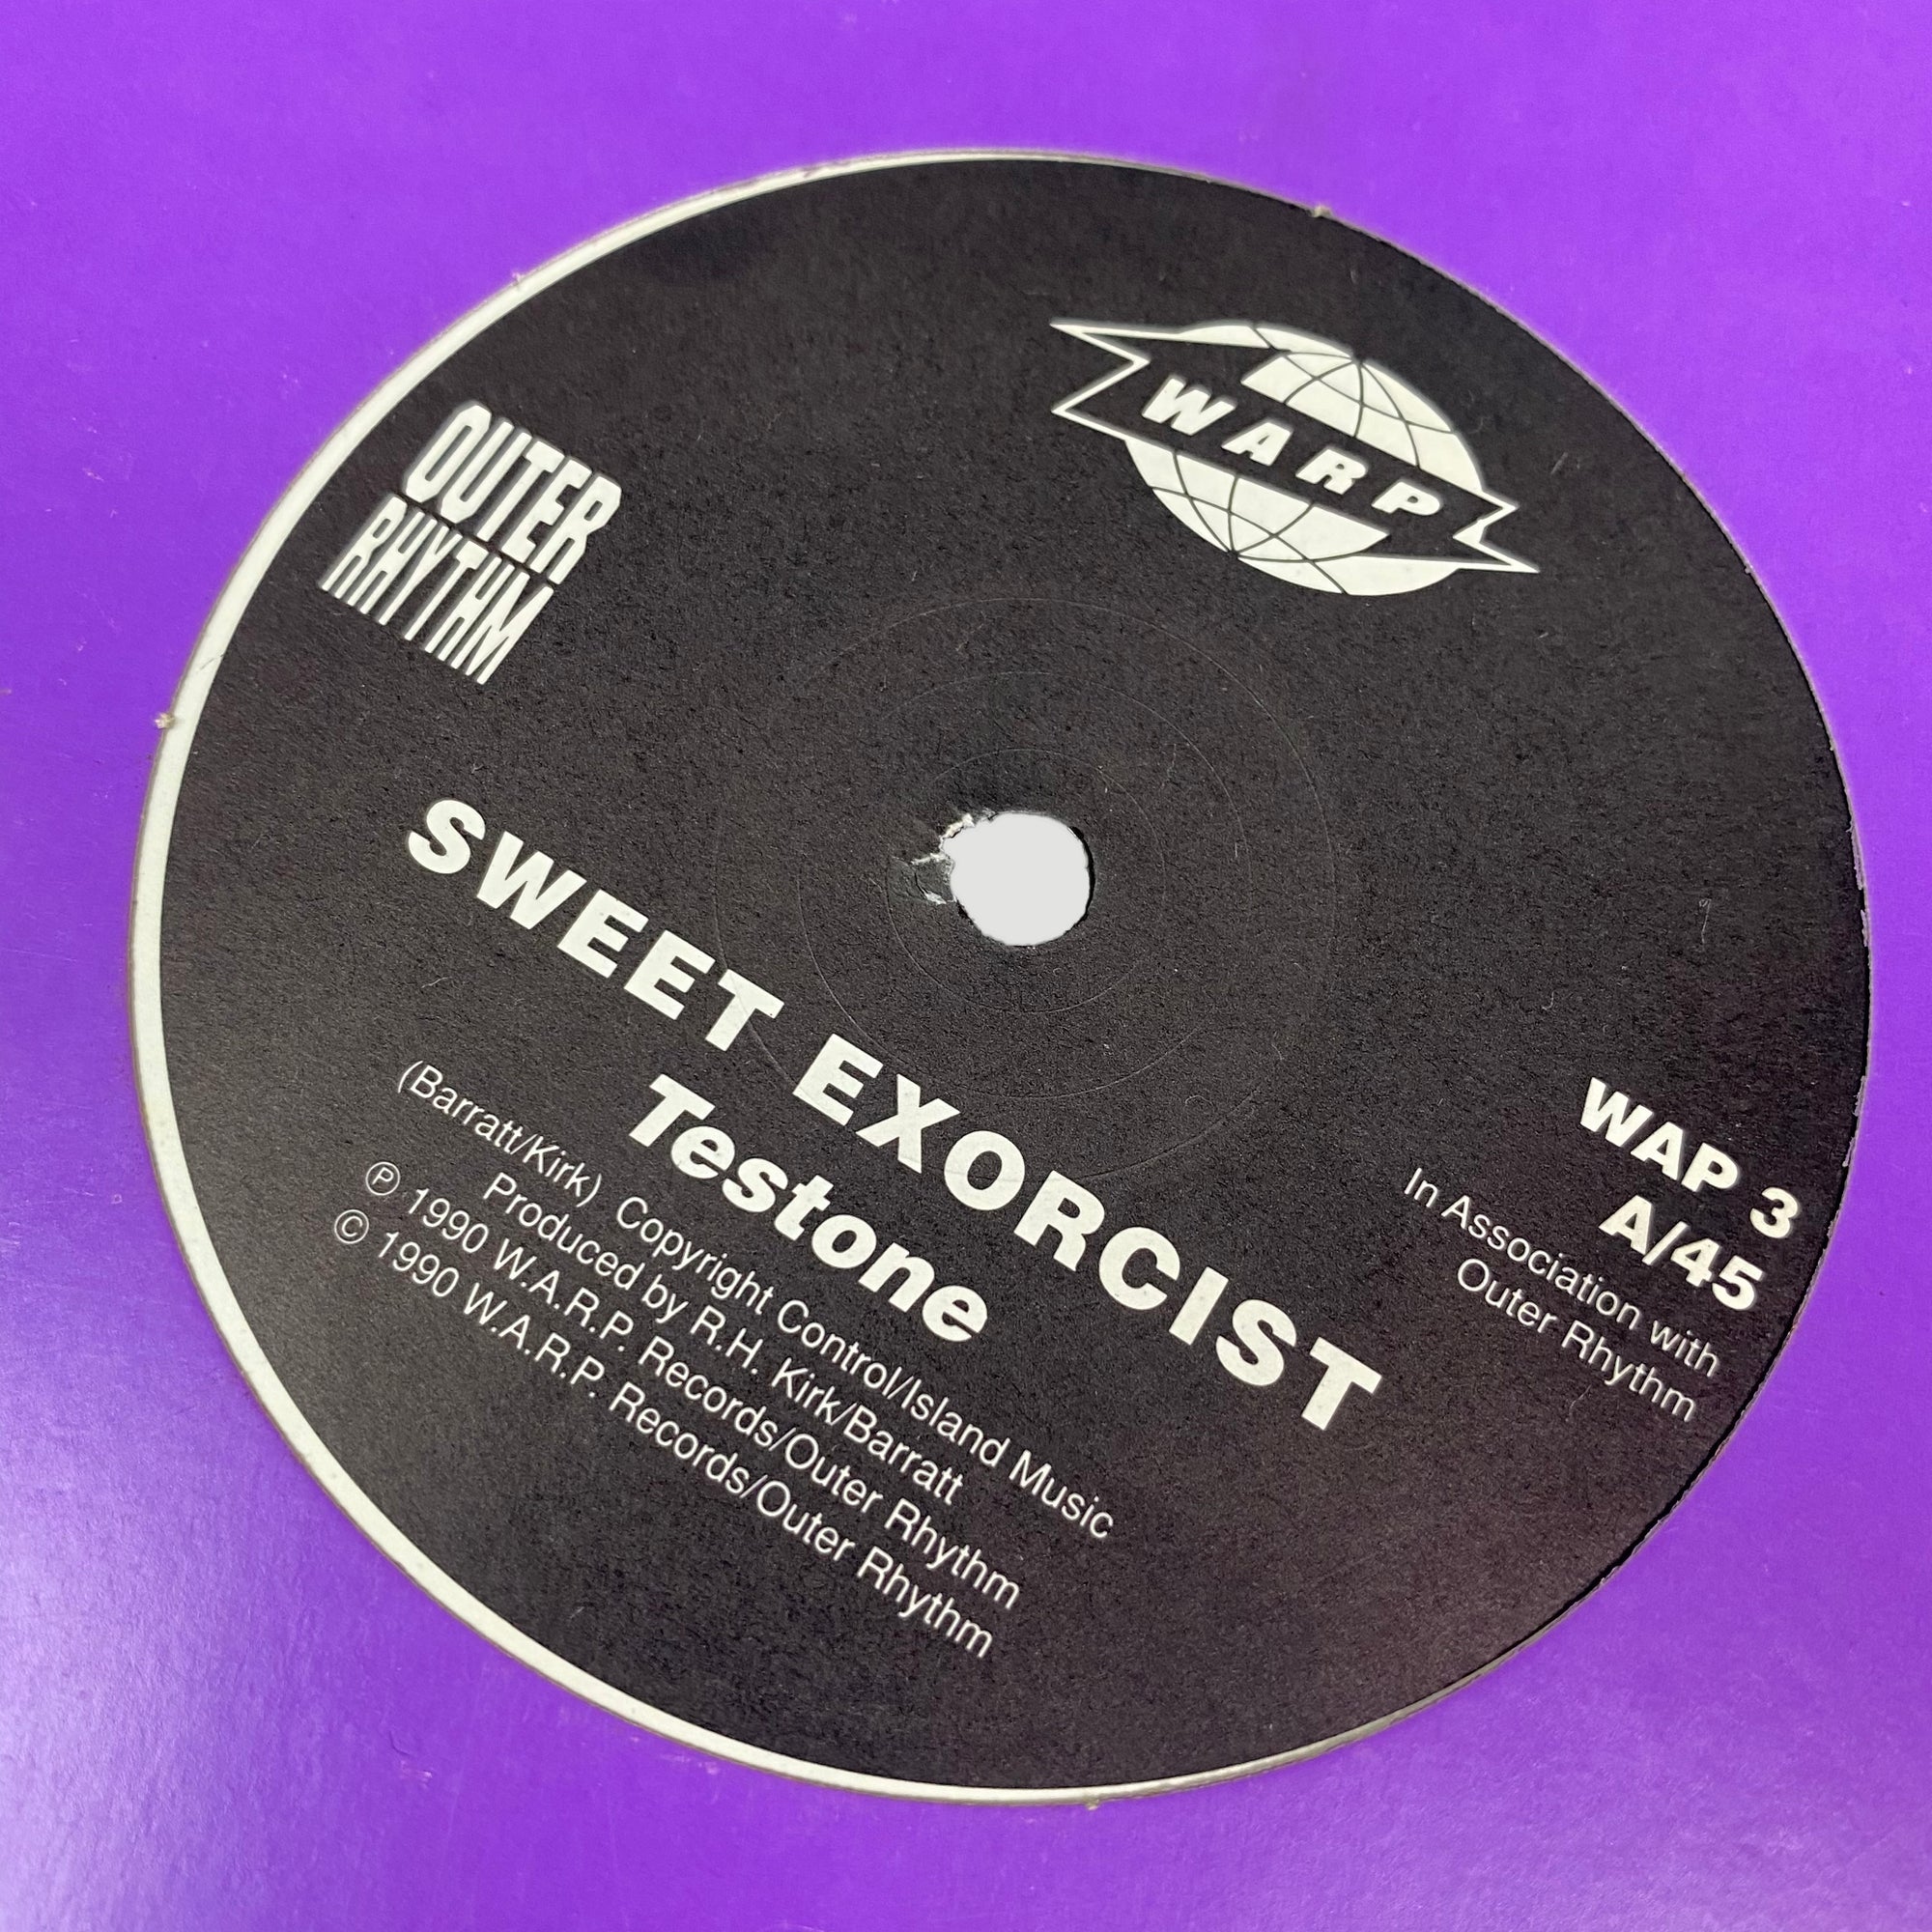 WARP
OUTER
RHYTHM
SWEET EXORCIST
Testone
(Barratt/Kirk) Copyright Control/Island Music
Produced by R.H. Kirk/Barratt
℗ 1990 W.A.R.P. Records/Outer Rhythm
© 1990 W.A.R.P. Records/Outer Rhythm
WAP 3
A/45
In Association with
Outer Rhythm